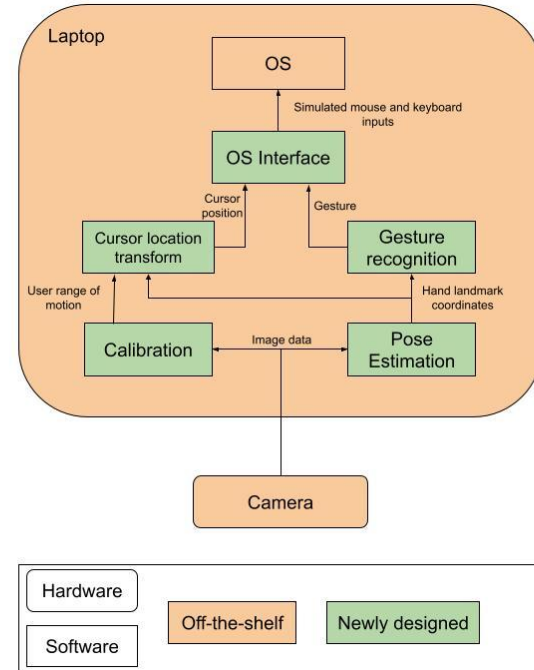 Laptop
OS
Simulated mouse and keyboard
inputs
OS Interface
Cursor
position
Gesture
Cursor location
transform
Gesture
recognition
User range of
motion
Hand landmark
coordinates
Calibration
Image data
Pose
Estimation
Camera
Hardware
Software
Off-the-shelf
Newly designed